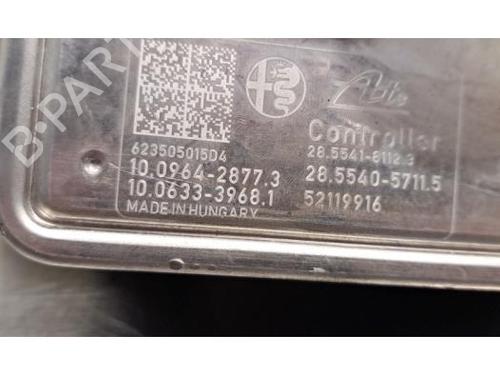 B-PARTS
Ate
Controller
623505015D4
28.5541-8112.3
10.0964-2877.3
28.5540-5711.5
10.0633-3968.1
52119916
MADE IN HUNGARY